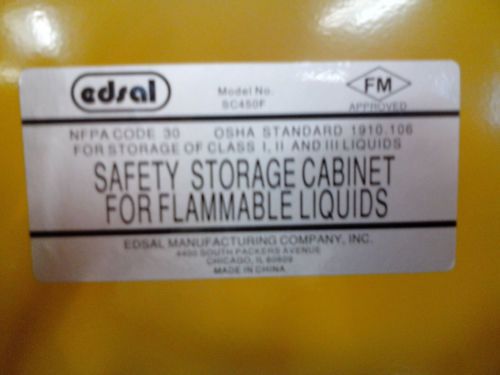 edsal
Model No.
SC450F
FM
APPROVED
NFPA CODE 30 OSHA STANDARD 1910.106
FOR STORAGE OF CLASS I, II AND III LIQUIDS
SAFETY STORAGE CABINET
FOR FLAMMABLE LIQUIDS
EDSAL MANUFACTURING COMPANY, INC.
4400 SOUTH PACKERS AVENUE
CHICAGO, IL 60609
MADE IN CHINA